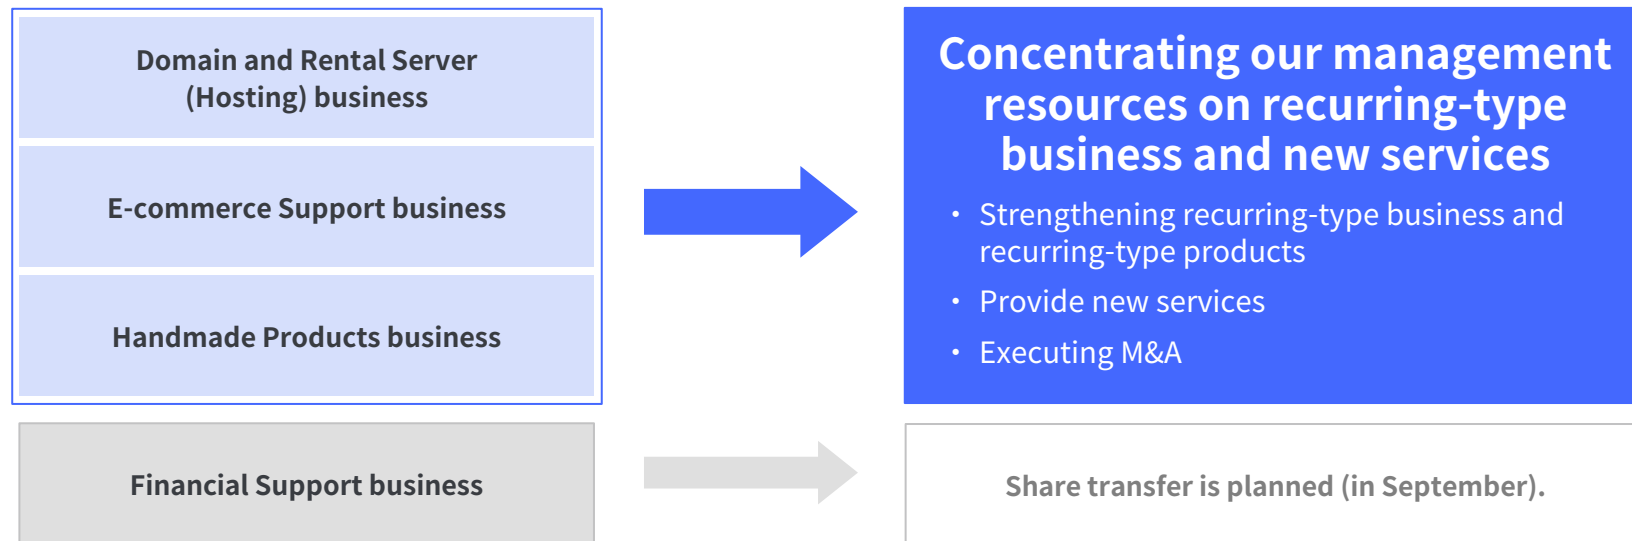 Domain and Rental Server
(Hosting) business
E-commerce Support business
Handmade Products business
Financial Support business
Concentrating our management
resources on recurring-type
business and new services
・ Strengthening recurring-type business and
recurring-type products
・ Provide new services
・ Executing M&A
Share transfer is planned (in September).